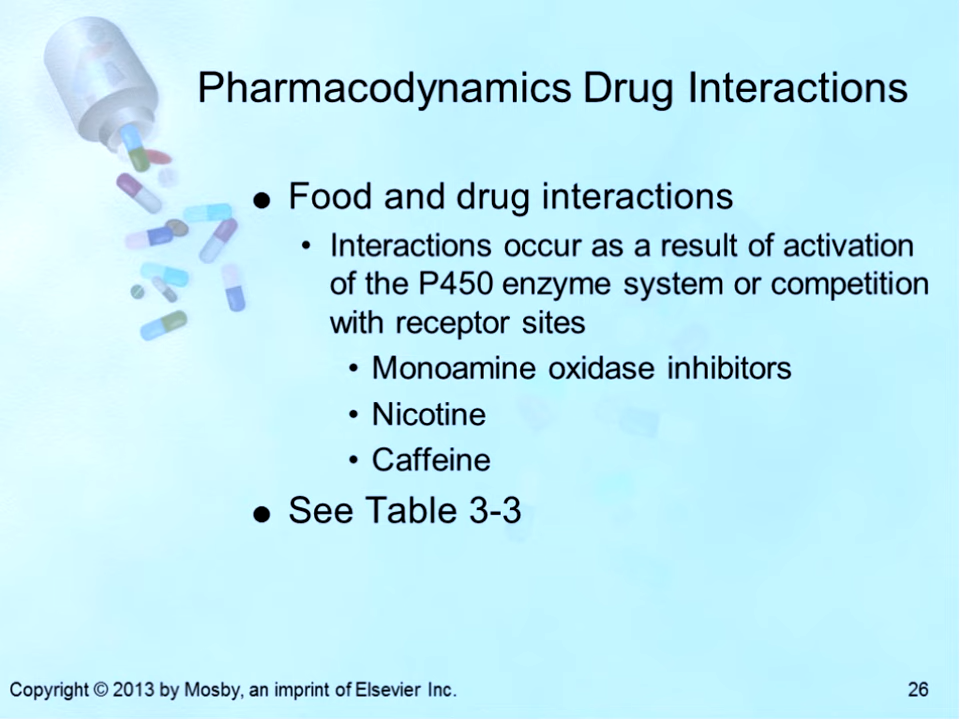 Pharmacodynamics Drug Interactions
● Food and drug interactions
• Interactions occur as a result of activation
of the P450 enzyme system or competition
with receptor sites
• Monoamine oxidase inhibitors
• Nicotine
• Caffeine
● See Table 3-3
Copyright © 2013 by Mosby, an imprint of Elsevier Inc.
26